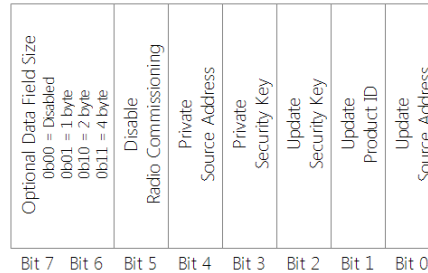 Optional Data Field Size
0b00 = Disabled
0b01 = 1 byte
0b10 = 2 byte
0b11 = 4 byte
Disable
Radio Commissioning
Private
Source Address
Private
Security Key
Update
Security Key
Update
Product ID
Update
Source Address
Bit 7 Bit 6 Bit 5 Bit 4 Bit 3 Bit 2 Bit 1 Bit 0